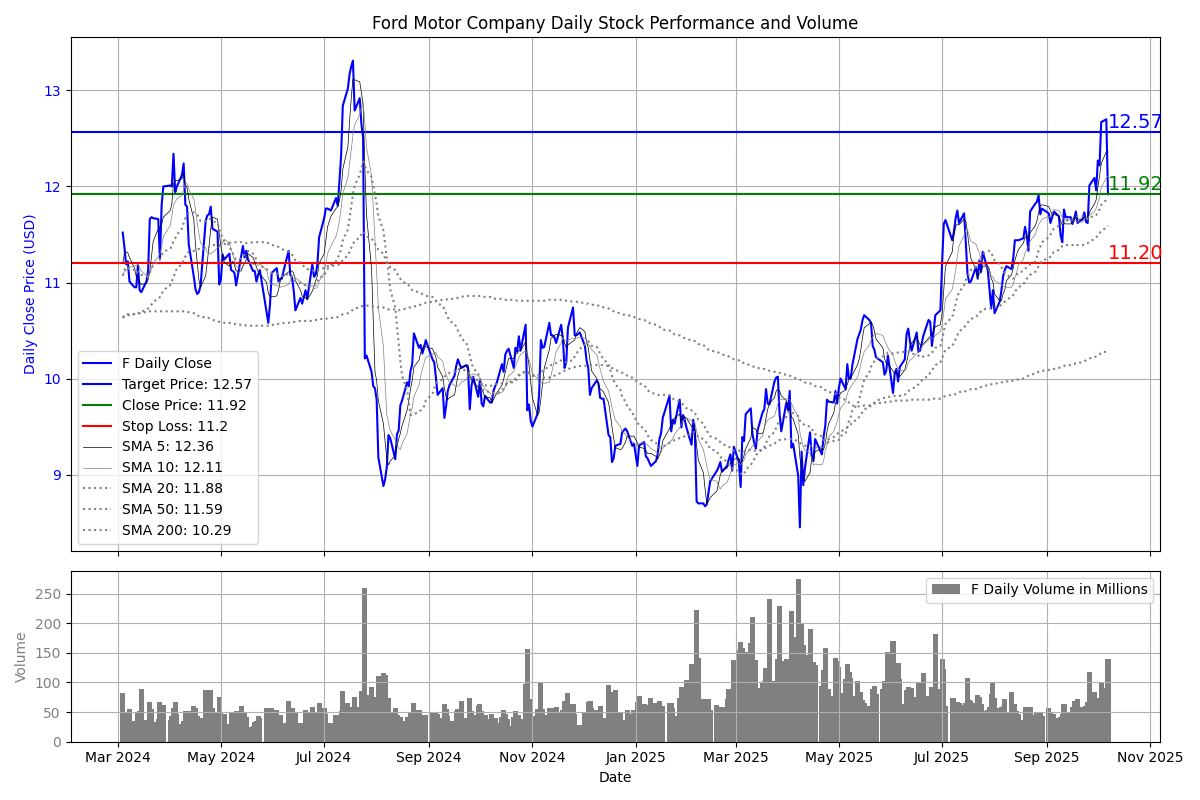 Ford Motor Company Daily Stock Performance and Volume
Daily Close Price (USD)
13
12
11
10
9
12.57
11.92
11.20
F Daily Close
Target Price: 12.57
Close Price: 11.92
Stop Loss: 11.2
SMA 5: 12.36
SMA 10: 12.11
SMA 20: 11.88
SMA 50: 11.59
SMA 200: 10.29
Volume
250
200
150
100
50
0
F Daily Volume in Millions
Mar 2024 May 2024 Jul 2024 Sep 2024 Nov 2024 Jan 2025 Mar 2025 May 2025 Jul 2025 Sep 2025 Nov 2025
Date